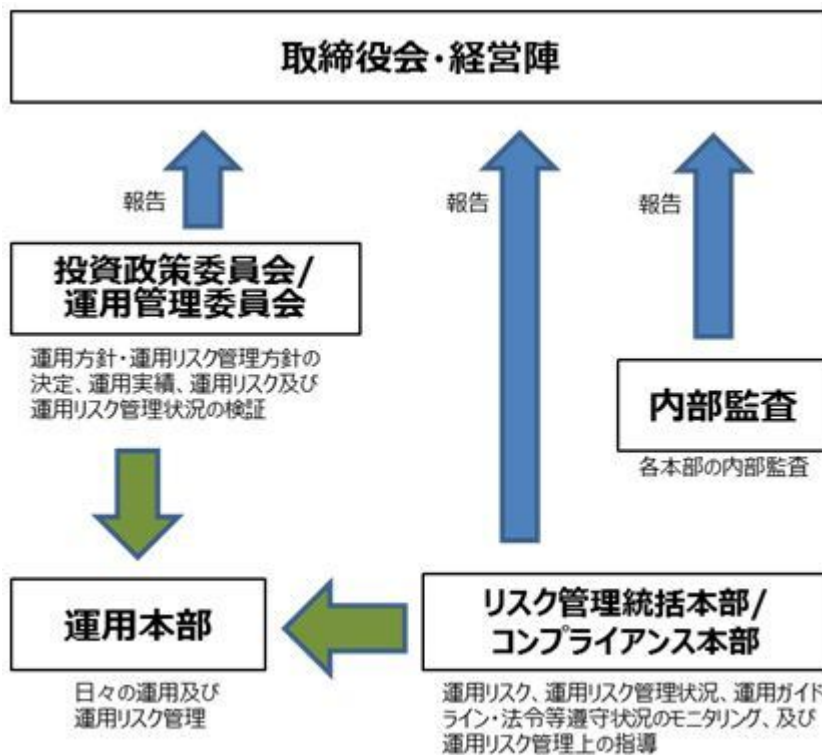 取締役会・経営陣
報告
報告
報告
投資政策委員会/
運用管理委員会
運用方針・運用リスク管理方針の
決定、運用実績、運用リスク及び
運用リスク管理状況の検証
内部監査
各本部の内部監査
運用本部
日々の運用及び
運用リスク管理
リスク管理統括本部/
コンプライアンス本部
運用リスク、運用リスク管理状況、運用ガイド
ライン・法令等遵守状況のモニタリング、及び
運用リスク管理上の指導